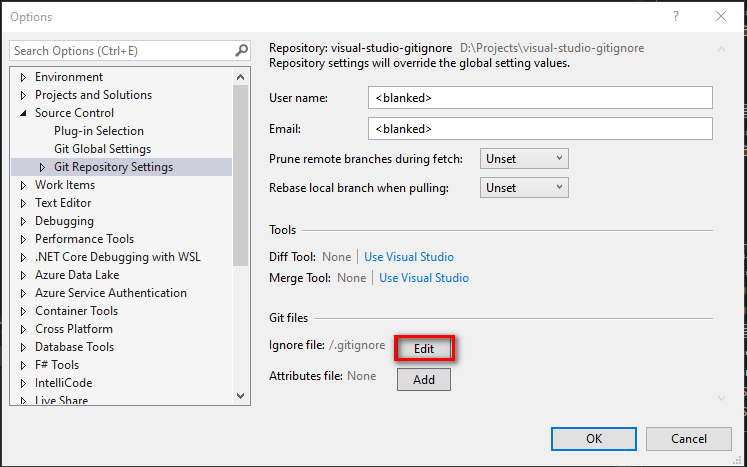 Options
Search Options (Ctrl+E)
Environment
Projects and Solutions
Source Control
Plug-in Selection
Git Global Settings
Git Repository Settings
Work Items
Text Editor
Debugging
Performance Tools
.NET Core Debugging with WSL
Azure Data Lake
Azure Service Authentication
Container Tools
Cross Platform
Database Tools
F# Tools
IntelliCode
Live Share
Repository: visual-studio-gitignore D:\Projects\visual-studio-gitignore
Repository settings will override the global setting values.
User name: <blanked>
Email: <blanked>
Prune remote branches during fetch: Unset
Rebase local branch when pulling: Unset
Tools
Diff Tool: None | Use Visual Studio
Merge Tool: None | Use Visual Studio
Git files
Ignore file: /.gitignore Edit
Attributes file: None Add
OK Cancel